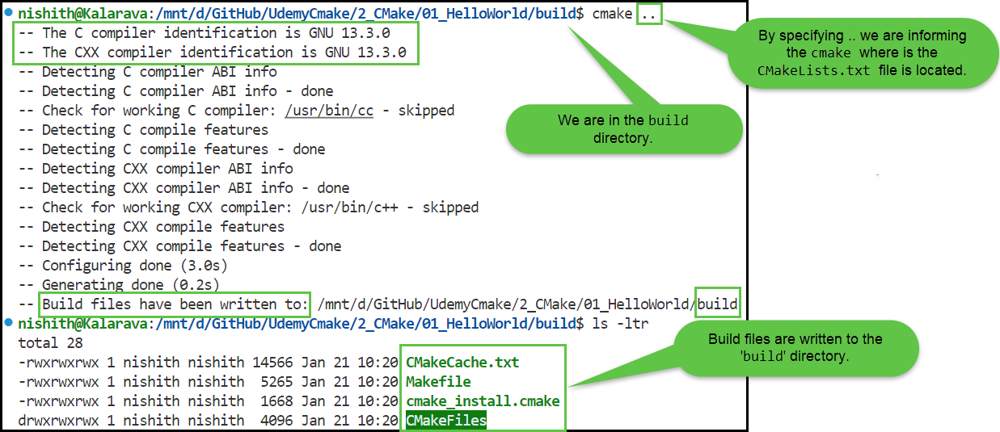 nishith@Kalarava:/mnt/d/GitHub/UdemyCmake/2_CMake/01_HelloWorld/build$ cmake ..
-- The C compiler identification is GNU 13.3.0
-- The CXX compiler identification is GNU 13.3.0
-- Detecting C compiler ABI info
-- Detecting C compiler ABI info - done
-- Check for working C compiler: /usr/bin/cc - skipped
-- Detecting C compile features
-- Detecting C compile features - done
-- Detecting CXX compiler ABI info
-- Detecting CXX compiler ABI info - done
-- Check for working CXX compiler: /usr/bin/c++ - skipped
-- Detecting CXX compile features
-- Detecting CXX compile features - done
-- Configuring done (3.0s)
-- Generating done (0.2s)
-- Build files have been written to: /mnt/d/GitHub/UdemyCmake/2_CMake/01_HelloWorld/build
nishith@Kalarava:/mnt/d/GitHub/UdemyCmake/2_CMake/01_HelloWorld/build$ ls -ltr
total 28
-rwxrwxrwx 1 nishith nishith 14566 Jan 21 10:20 CMakeCache.txt
-rwxrwxrwx 1 nishith nishith  5265 Jan 21 10:20 Makefile
-rwxrwxrwx 1 nishith nishith  1668 Jan 21 10:20 cmake_install.cmake
drwxrwxrwx 1 nishith nishith  4096 Jan 21 10:20 CMakeFiles
By specifying .. we are informing
the cmake where is the
CMakeLists.txt file is located.
We are in the build
directory.
Build files are written to the
'build' directory.